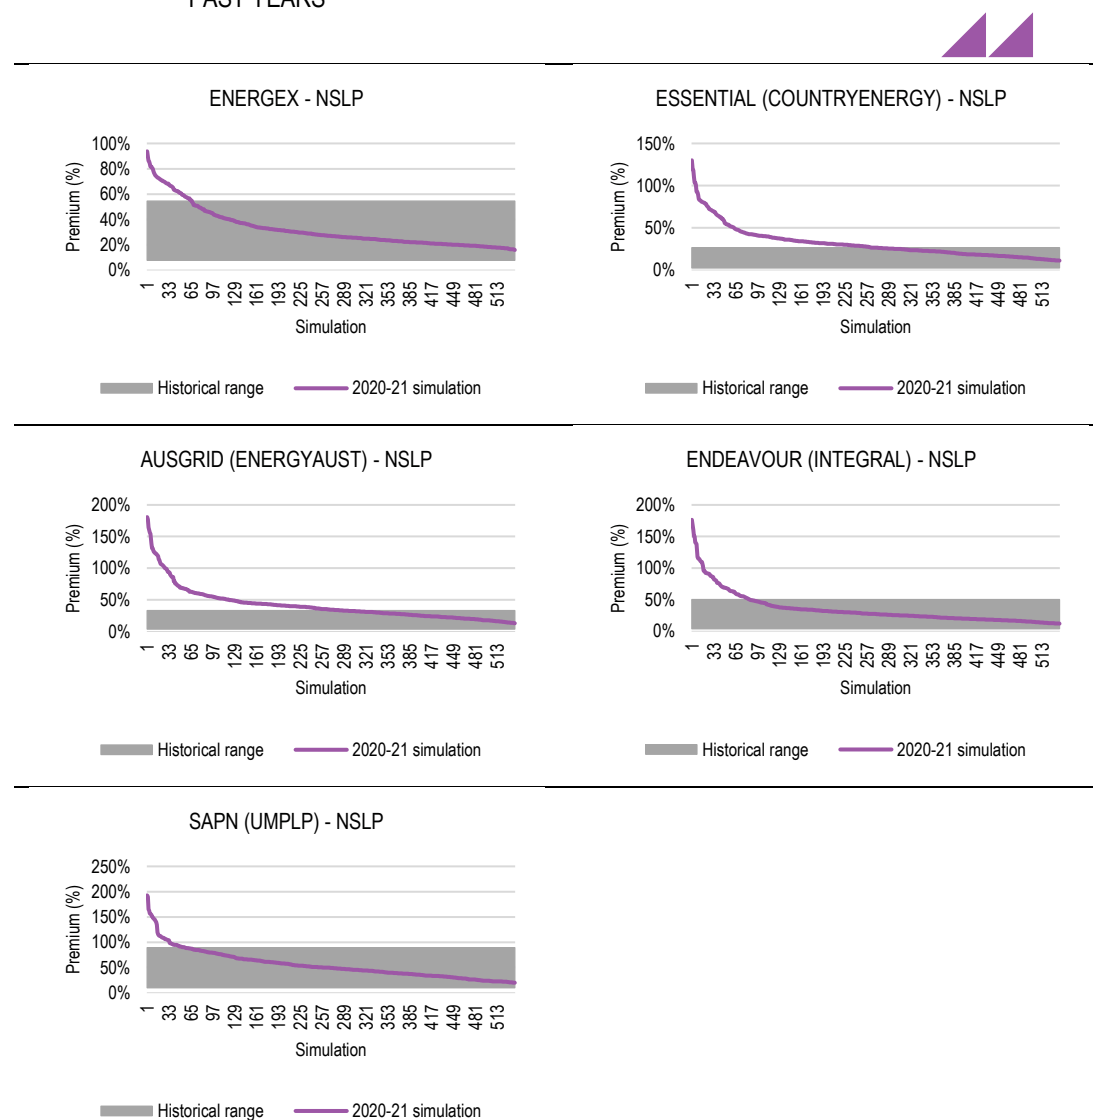 PAST YEARS
ENERGEX - NSLP
100%
80%
60%
40%
20%
0%
Premium (%)
1 33 65 97 129 161 193 225 257 289 321 353 385 417 449 481 513
Simulation
Historical range 2020-21 simulation
ESSENTIAL (COUNTRYENERGY) - NSLP
150%
100%
50%
0%
Premium (%)
1 33 65 97 129 161 193 225 257 289 321 353 385 417 449 481 513
Simulation
Historical range 2020-21 simulation
AUSGRID (ENERGYAUST) - NSLP
200%
150%
100%
50%
0%
Premium (%)
1 33 65 97 129 161 193 225 257 289 321 353 385 417 449 481 513
Simulation
Historical range 2020-21 simulation
ENDEAVOUR (INTEGRAL) - NSLP
200%
150%
100%
50%
0%
Premium (%)
1 33 65 97 129 161 193 225 257 289 321 353 385 417 449 481 513
Simulation
Historical range 2020-21 simulation
SAPN (UMPLP) - NSLP
250%
200%
150%
100%
50%
0%
Premium (%)
1 33 65 97 129 161 193 225 257 289 321 353 385 417 449 481 513
Simulation
Historical range 2020-21 simulation